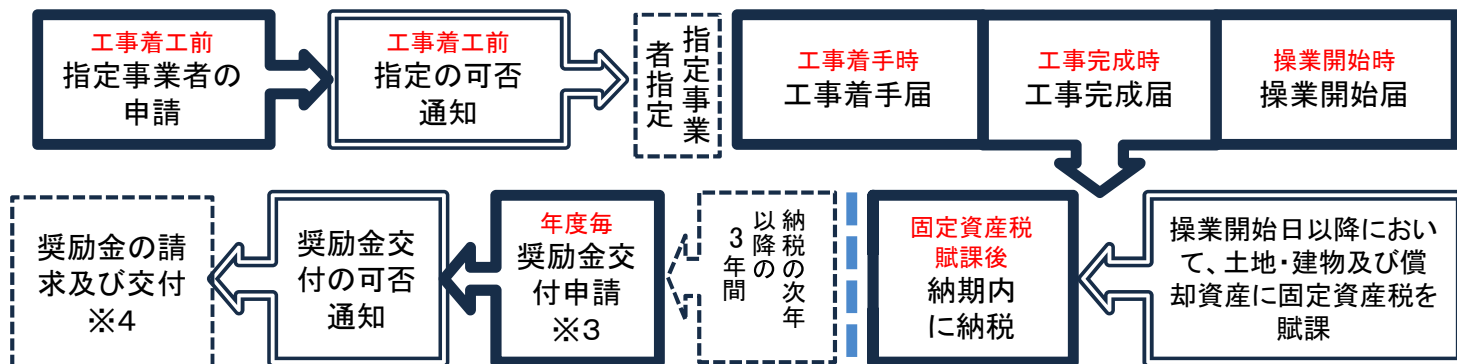 工事着工前
指定事業者の
申請
工事着工前
指定の可否
通知
指定事業
者指定
工事着手時
工事着手届
工事完成時
工事完成届
操業開始時
操業開始届
操業開始日以降におい
て、土地・建物及び償
却資産に固定資産税を
賦課
固定資産税
賦課後
納期内
に納税
納税の次年
以降の
3年間
年度毎
奨励金交
付申請
※3
奨励金交
付の可否
通知
奨励金の請
求及び交付
※4